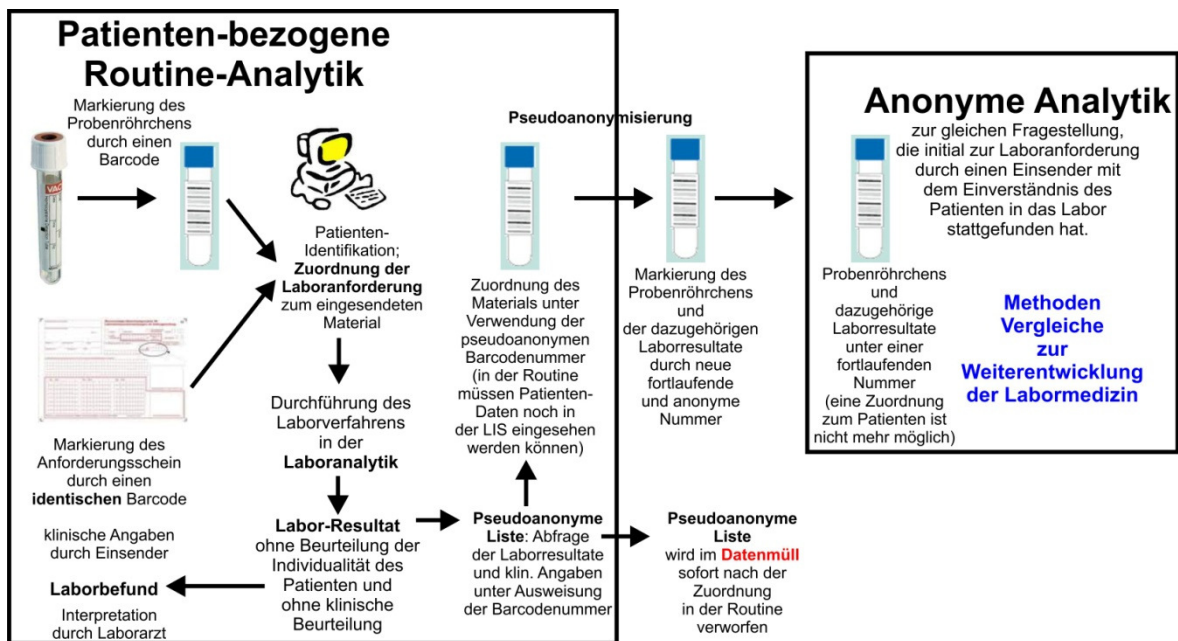 Patienten-bezogene
Routine-Analytik
Markierung des
Probenröhrchens
durch einen
Barcode
VAC
Patienten-
Identifikation;
Zuordnung der
Laboranforderung
zum eingesendeten
Material
Markierung des
Anforderungsschein
durch einen
identischen Barcode
klinische Angaben
durch Einsender
Laborbefund
Interpretation
durch Laborarzt
Durchführung des
Laborverfahrens
in der
Laboranalytik
Labor-Resultat
ohne Beurteilung der
Individualität des
Patienten und
ohne klinische
Beurteilung
Pseudoanonymisierung
Zuordnung des
Materials unter
Verwendung der
pseudoanonymen
Barcodenummer
(in der Routine
müssen Patienten-
Daten noch in
der LIS eingesehen
werden können)
Pseudoanonyme
Liste: Abfrage
der Laborresultate
und klin. Angaben
unter Ausweisung
der Barcodenummer
Markierung des
Probenröhrchens
und
der dazugehörigen
Laborresultate
durch neue
fortlaufende
und anonyme
Nummer
Pseudoanonyme
Liste
wird im Datenmüll
sofort nach der
Zuordnung
in der Routine
verworfen
Anonyme Analytik
zur gleichen Fragestellung,
die initial zur Laboranforderung
durch einen Einsender mit
dem Einverständnis des
Patienten in das Labor
stattgefunden hat.
Probenröhrchens
und
dazugehörige
Laborresultate
unter einer
fortlaufenden
Nummer
(eine Zuordnung
zum Patienten ist
nicht mehr möglich)
Methoden
Vergleiche
zur
Weiterentwicklung
der Labormedizin